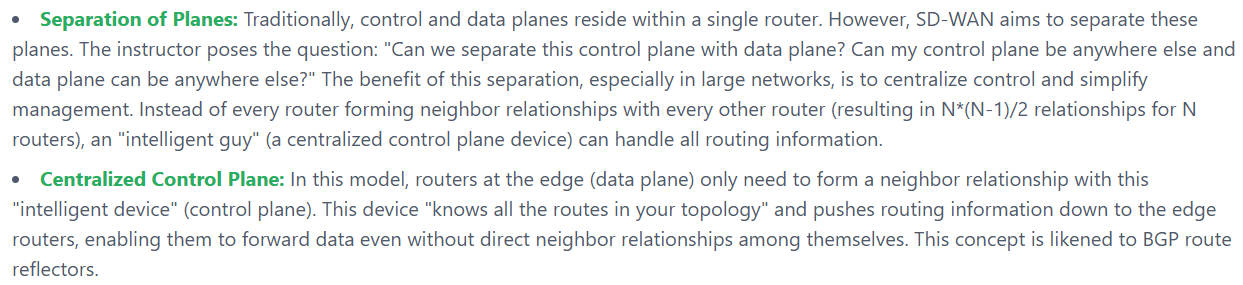 • Separation of Planes: Traditionally, control and data planes reside within a single router. However, SD-WAN aims to separate these
planes. The instructor poses the question: "Can we separate this control plane with data plane? Can my control plane be anywhere else and
data plane can be anywhere else?" The benefit of this separation, especially in large networks, is to centralize control and simplify
management. Instead of every router forming neighbor relationships with every other router (resulting in N*(N-1)/2 relationships for N
routers), an "intelligent guy" (a centralized control plane device) can handle all routing information.
• Centralized Control Plane: In this model, routers at the edge (data plane) only need to form a neighbor relationship with this
"intelligent device" (control plane). This device "knows all the routes in your topology" and pushes routing information down to the edge
routers, enabling them to forward data even without direct neighbor relationships among themselves. This concept is likened to BGP route
reflectors.